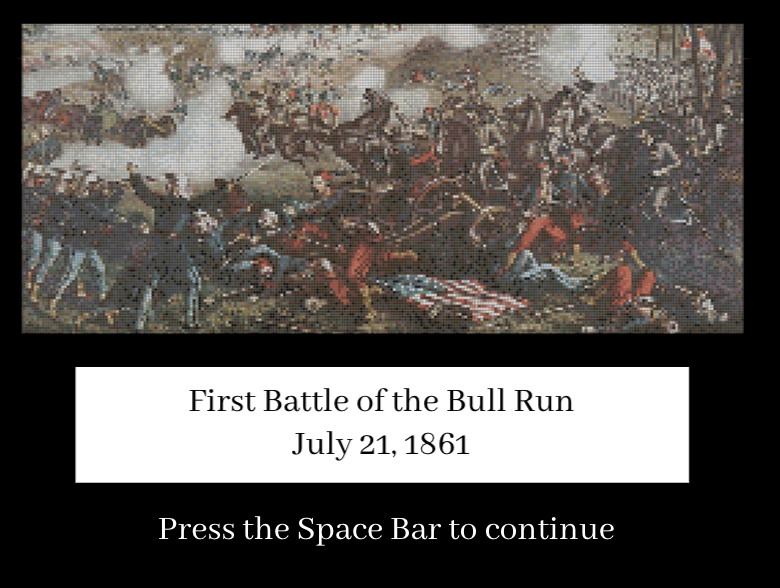 First Battle of the Bull Run
July 21, 1861
Press the Space Bar to continue